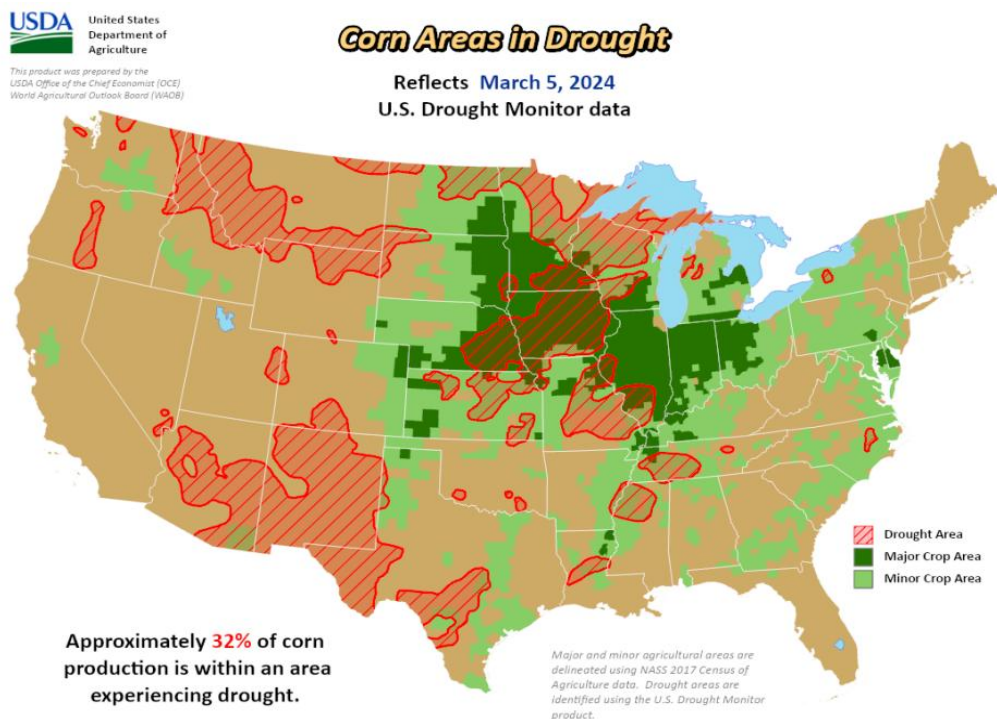 USDA
United States
Department of
Agriculture
This product was prepared by the
USDA Office of the Chief Economist (OCE)
World Agricultural Outlook Board (WAOB)
Corn Areas in Drought
Reflects March 5, 2024
U.S. Drought Monitor data
Drought Area
Major Crop Area
Minor Crop Area
Approximately 32% of corn
production is within an area
experiencing drought.
Major and minor agricultural areas are
delineated using NASS 2017 Census of
Agriculture data. Drought areas are
identified using the U.S. Drought Monitor
product.